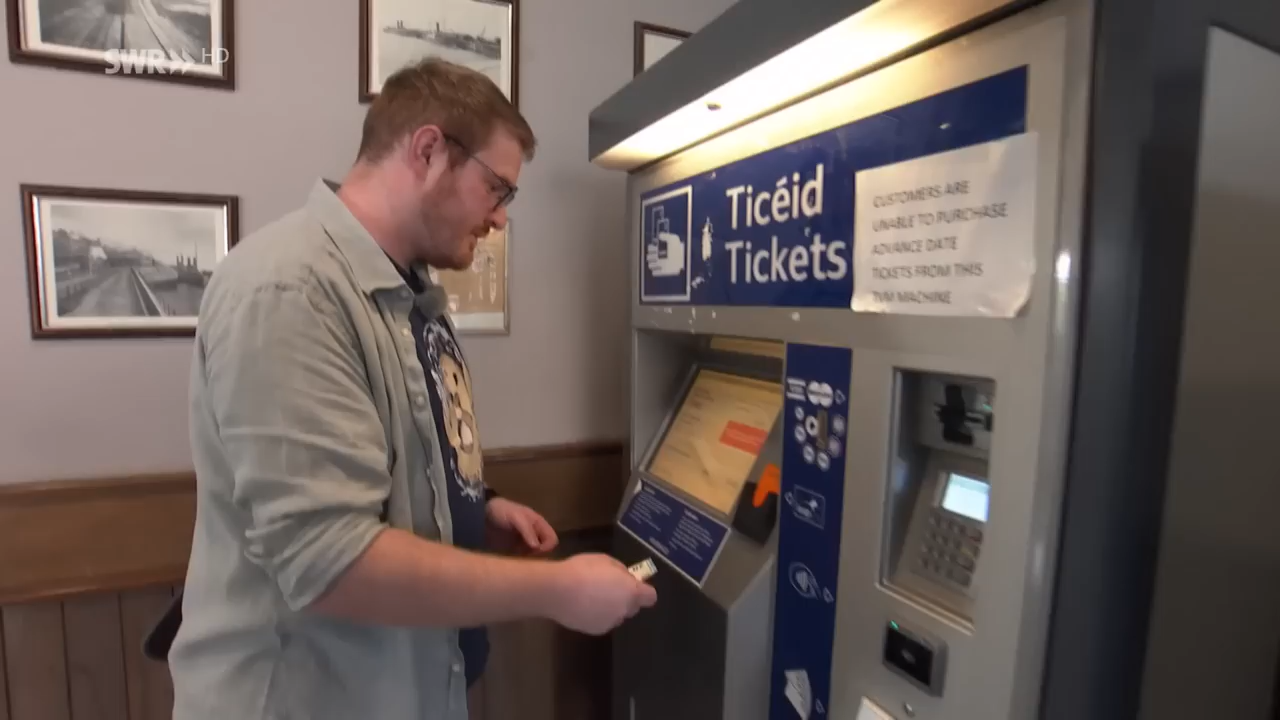 SWR HD
Ticéid
Tickets
CUSTOMERS ARE
UNABLE TO PURCHASE
ADVANCE DATE
TICKETS FROM THIS
TVM MACHINE